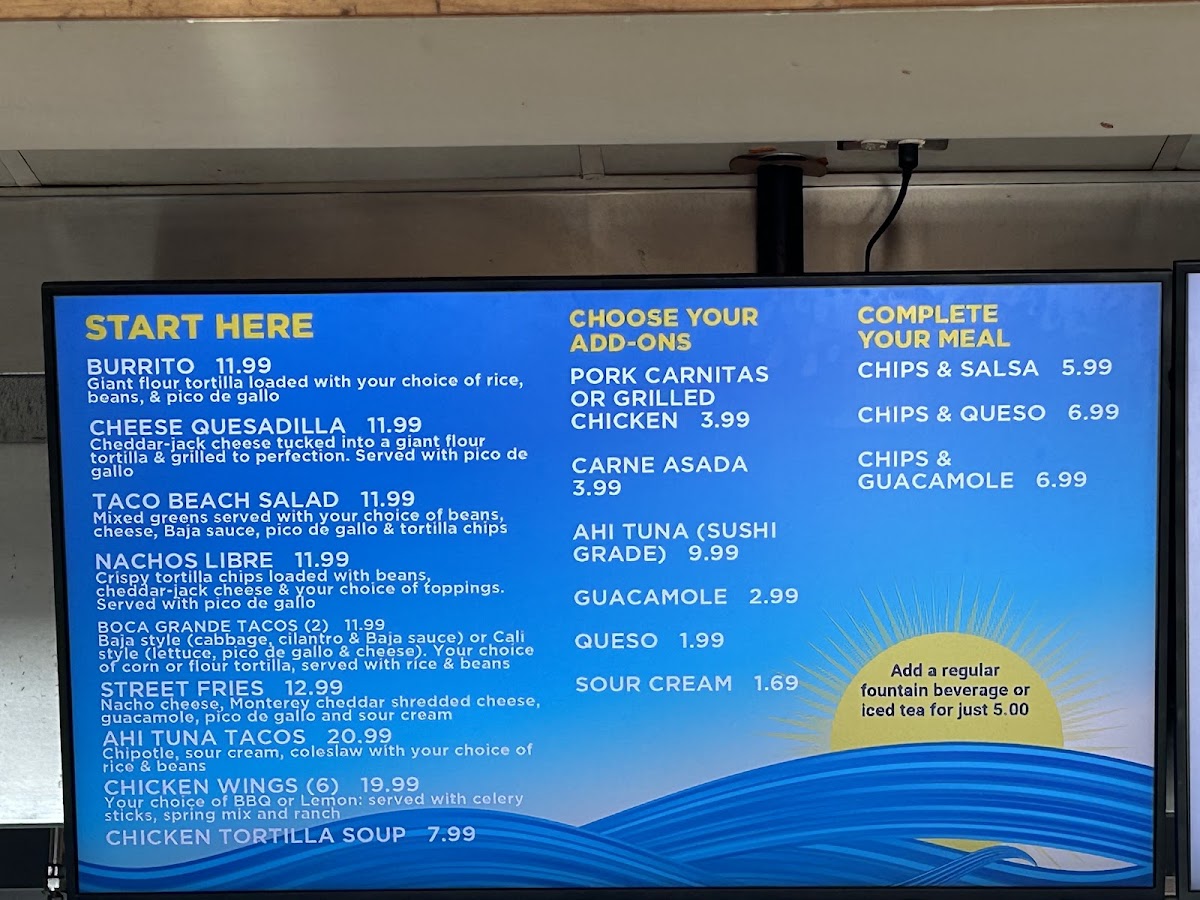 START HERE
BURRITO 11.99
Giant flour tortilla loaded with your choice of rice,
beans, & pico de gallo
CHEESE QUESADILLA 11.99
Cheddar-jack cheese tucked into a giant flour
tortilla & grilled to perfection. Served with pico de
gallo
TACO BEACH SALAD 11.99
Mixed greens served with your choice of beans,
cheese, Baja sauce, pico de gallo & tortilla chips
NACHOS LIBRE 11.99
Crispy tortilla chips loaded with beans,
cheddar-jack cheese & your choice of toppings.
Served with pico de gallo
BOCA GRANDE TACOS (2) 11.99
Baja style (cabbage, cilantro & Baja sauce) or Cali
style (lettuce, pico de gallo & cheese). Your choice
of corn or flour tortilla, served with rice & beans
STREET FRIES 12.99
Nacho cheese, Monterey cheddar shredded cheese,
guacamole, pico de gallo and sour cream
AHI TUNA TACOS 20.99
Chipotle, sour cream, coleslaw with your choice of
rice & beans
CHICKEN WINGS (6) 19.99
Your choice of BBQ or Lemon: served with celery
sticks, spring mix and ranch
CHICKEN TORTILLA SOUP 7.99
CHOOSE YOUR
ADD-ONS
PORK CARNITAS
OR GRILLED
CHICKEN 3.99
CARNE ASADA
3.99
AHI TUNA (SUSHI
GRADE) 9.99
GUACAMOLE 2.99
QUESO 1.99
SOUR CREAM 1.69
COMPLETE
YOUR MEAL
CHIPS & SALSA 5.99
CHIPS & QUESO 6.99
CHIPS &
GUACAMOLE 6.99
Add a regular
fountain beverage or
iced tea for just 5.00